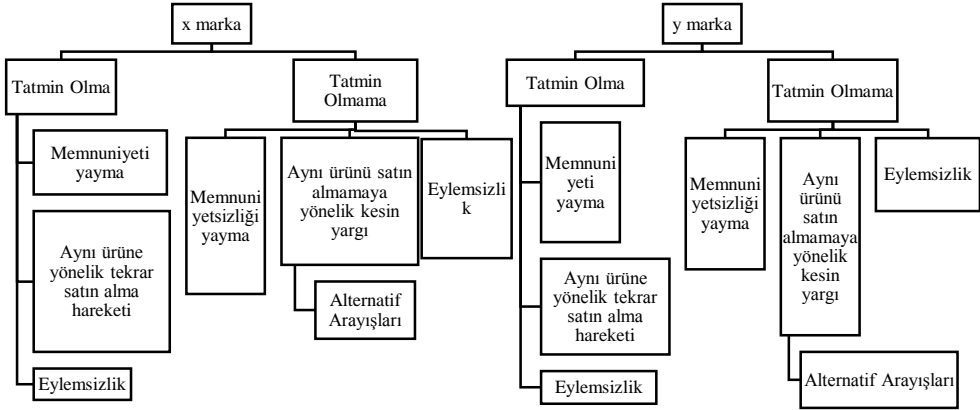 x marka
Tatmin Olma
Tatmin
Olmama
Memnuniyeti
yayma
Aynı ürüne
yönelik tekrar
satın alma
hareketi
Eylemsizlik
Memnuni
yetsizliği
yayma
Aynı ürünü satın
almamaya
yönelik kesin
yargı
Alternatif
Arayışları
Eylemsizli
k
y marka
Tatmin Olma
Tatmin Olmama
Memnuni
yeti
yayma
Aynı ürüne
yönelik tekrar
satın alma
hareketi
Eylemsizlik
Memnuni
yetsizliği
yayma
Aynı
ürünü
satın
almamaya
yönelik
kesin
yargı
Alternatif Arayışları
Eylemsizlik